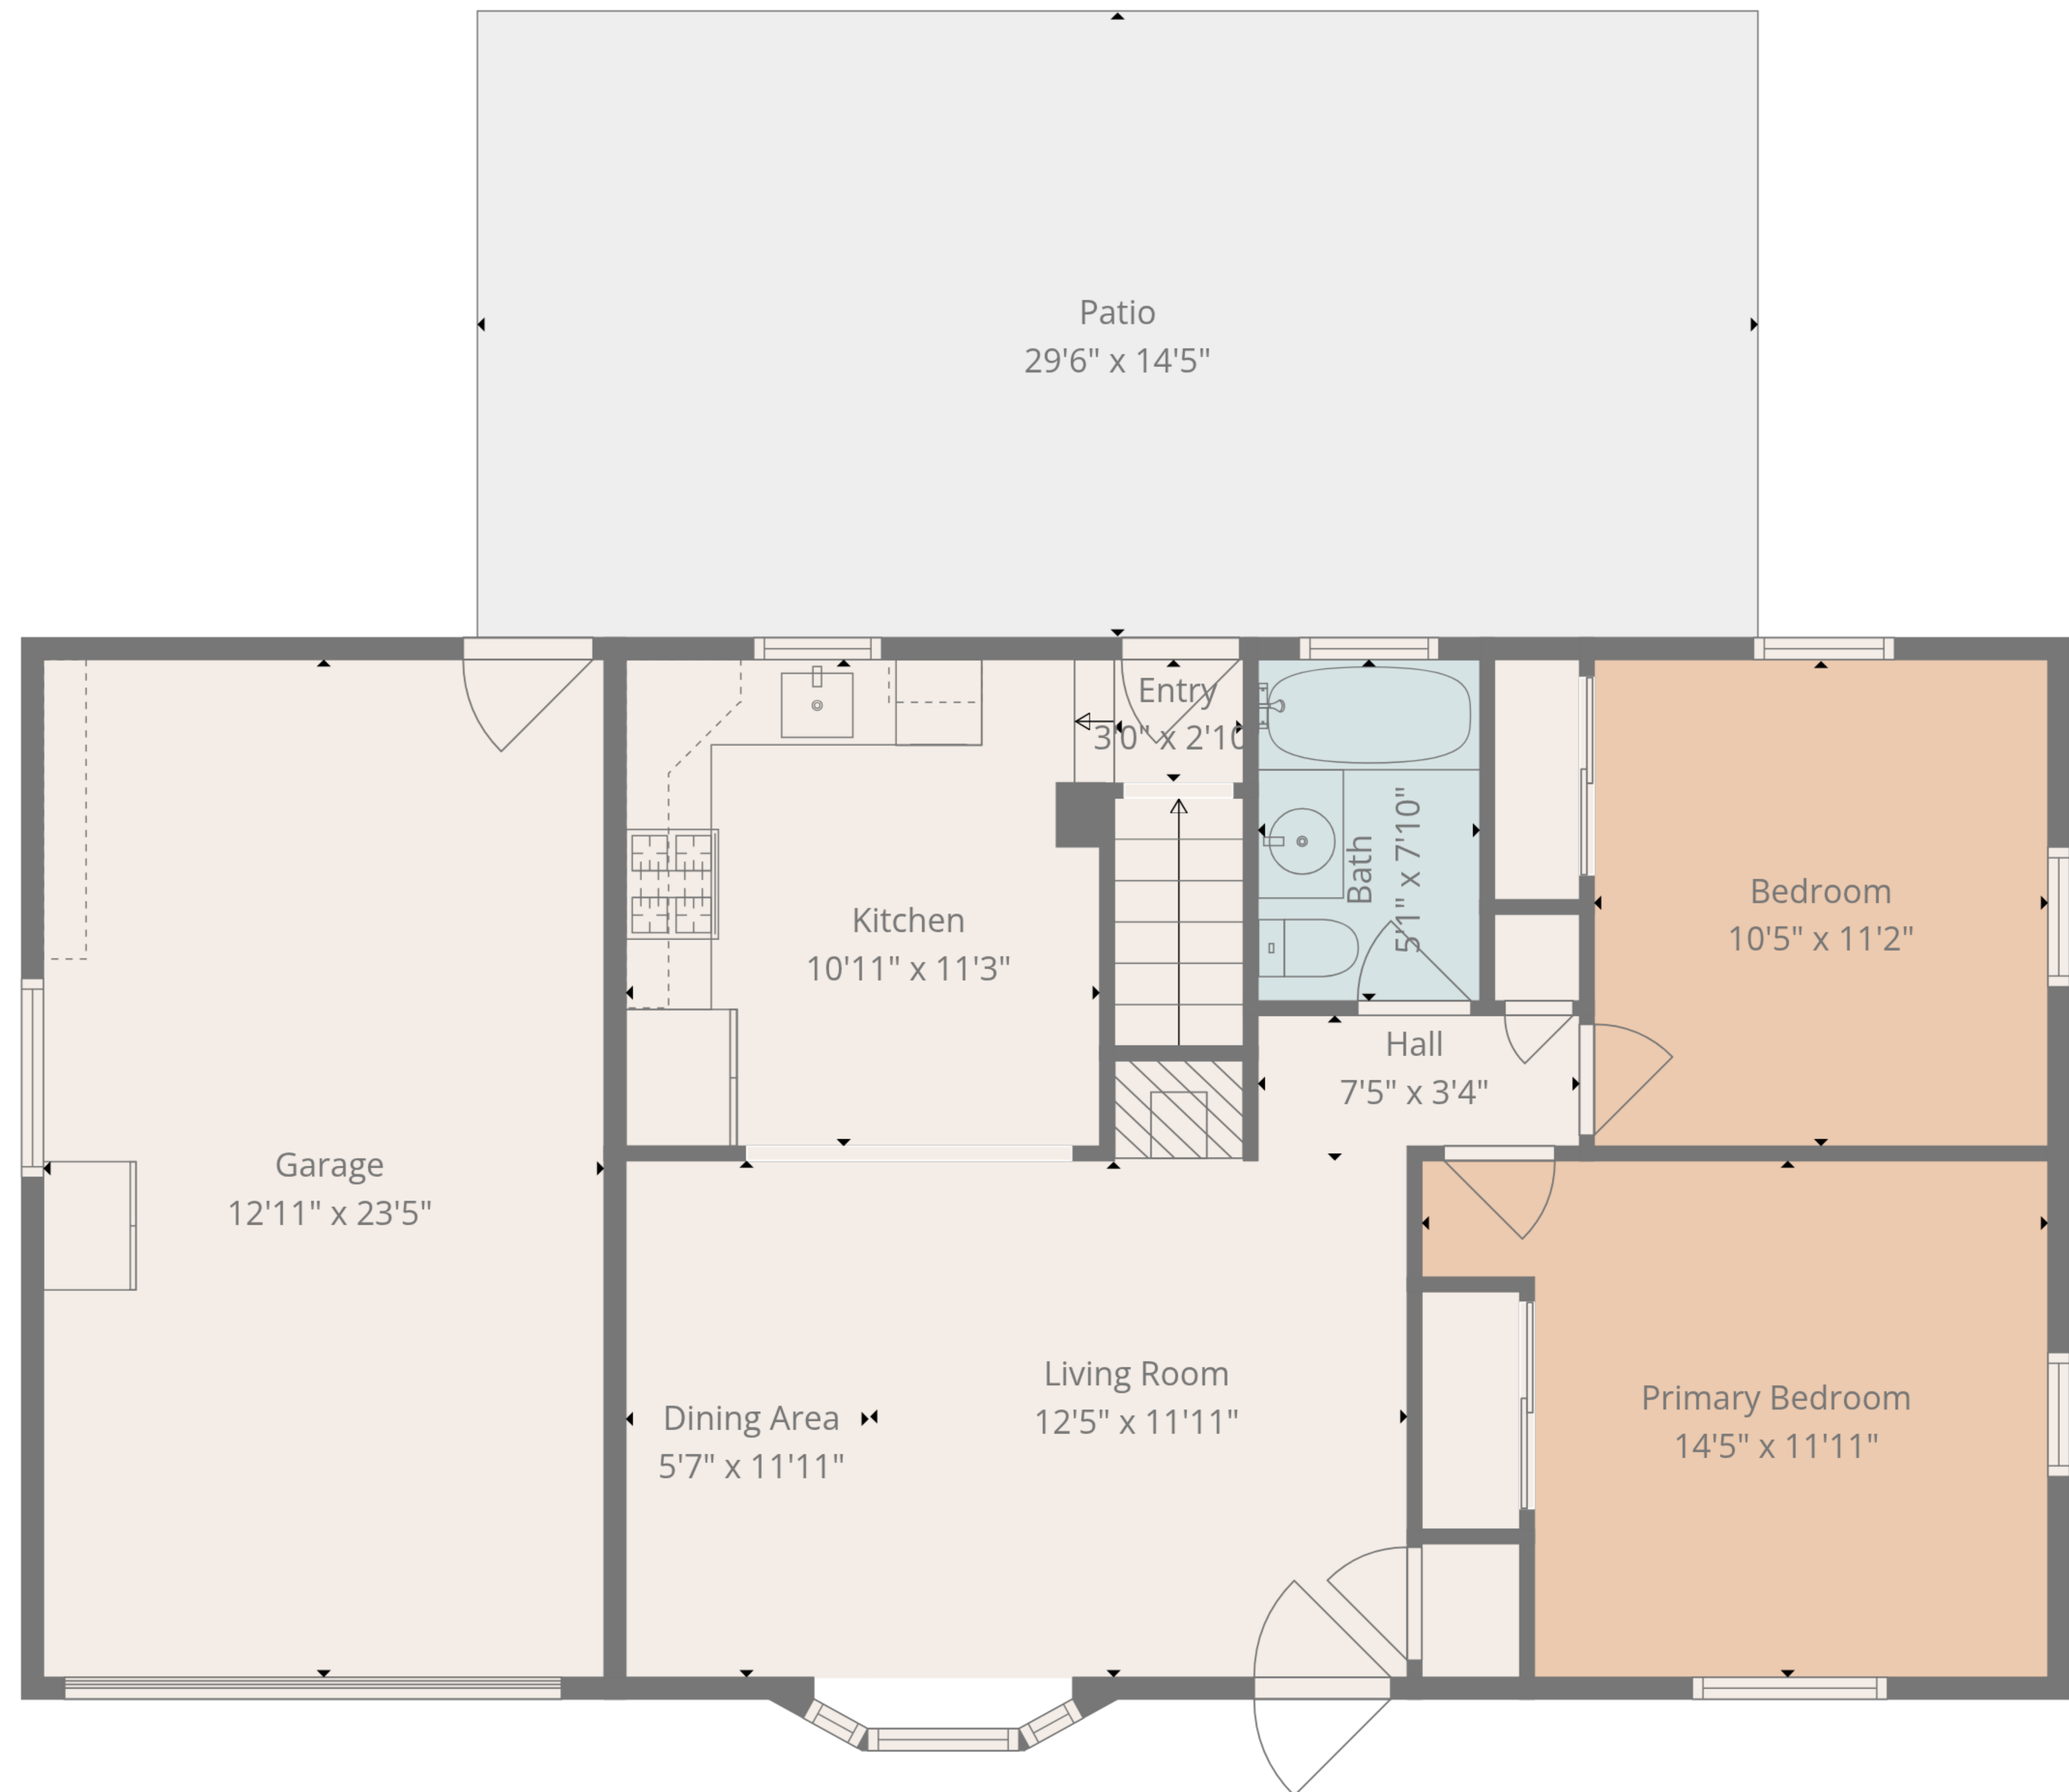 Patio
29'6" x 14'5"
Entry
3'0" x 2'10
Bath
5'1" x 7'10"
Bedroom
10'5" x 11'2"
Kitchen
10'11" x 11'3"
Hall
7'5" x 3'4"
Garage
12'11" x 23'5"
Living Room
12'5" x 11'11"
Dining Area
5'7" x 11'11"
Primary Bedroom
14'5" x 11'11"